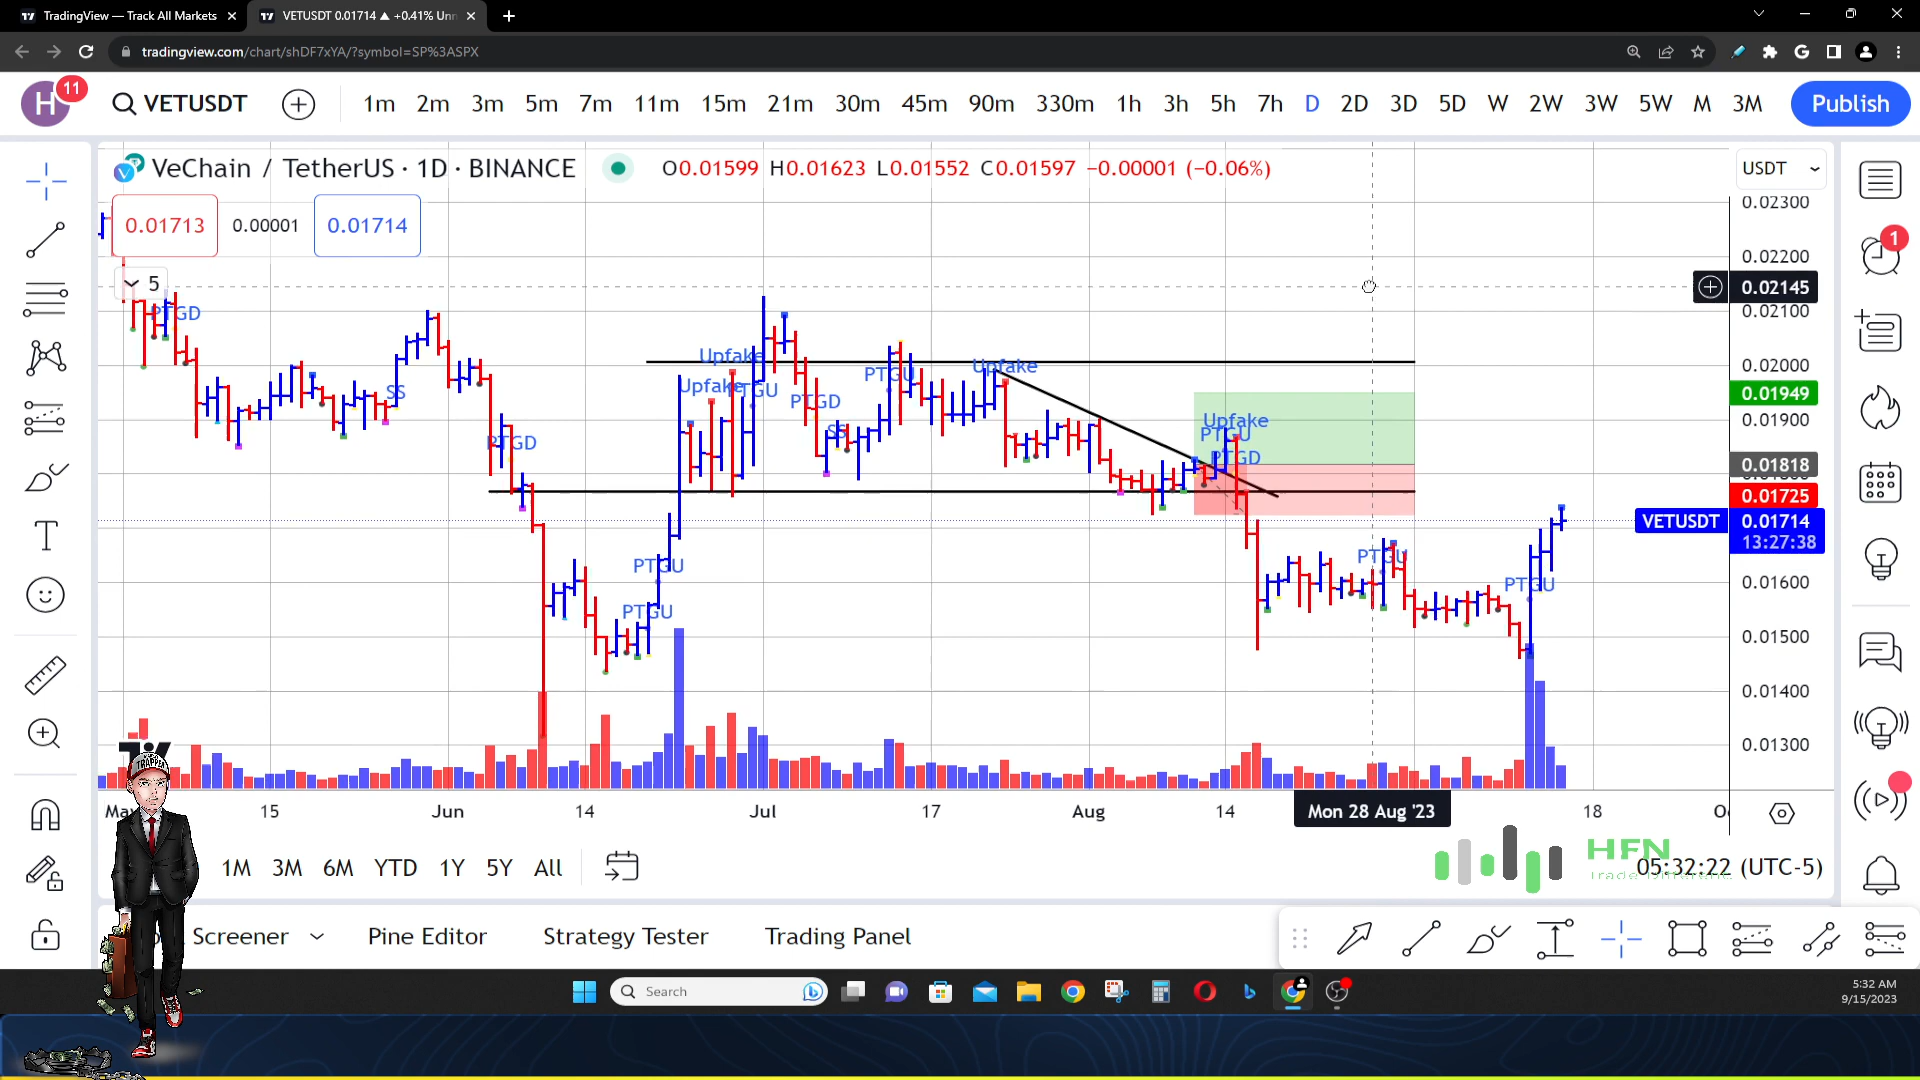 TradingView — Track All Markets
VETUSDT 0.01714 ▲ +0.41% Unn
tradingview.com/chart/shDF7xYA/?symbol=SP%3ASPX
H
11
VETUSDT
1m 2m 3m 5m 7m 11m 15m 21m 30m 45m 90m 330m 1h 3h 5h 7h D 2D 3D 5D W 2W 3W 5W M 3M
Publish
VeChain / TetherUS · 1D · BINANCE
O0.01599 H0.01623 L0.01552 C0.01597 −0.00001 (−0.06%)
USDT
0.01713
0.00001
0.01714
5
0.02300
0.02200
0.02145
0.02100
0.02000
0.01949
0.01900
0.01818
0.01725
VETUSDT
0.01714
13:27:38
0.01600
0.01500
0.01400
0.01300
1
PTGD
SS
PTGD
PTGU
PTGU
Upfake
Upfake
PTGU
PTGD
SS
PTGU
Upfake
Upfake
PTGU
PTGD
PTGU
PTGU
May 15 Jun 14 Jul 17 Aug 14
Mon 28 Aug '23
18
TRAPPER
1M 3M 6M YTD 1Y 5Y All
HFN
05:32:22 (UTC-5)
Screener
Pine Editor
Strategy Tester
Trading Panel
Search
5:32 AM
9/15/2023